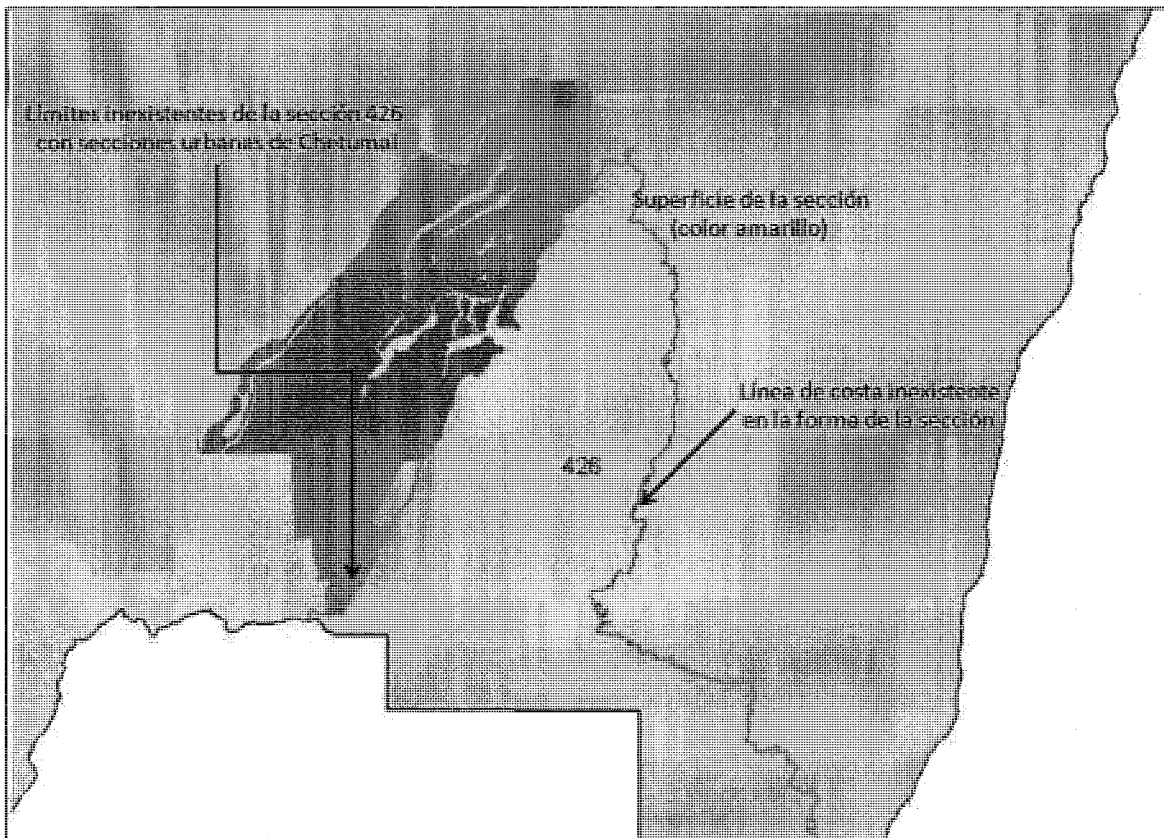 Límites inexistentes de la sección 426
con secciones urbanas de Chetumal
Superficie de la sección
(color amarillo)
Línea de costa inexistente
en la forma de la sección
426